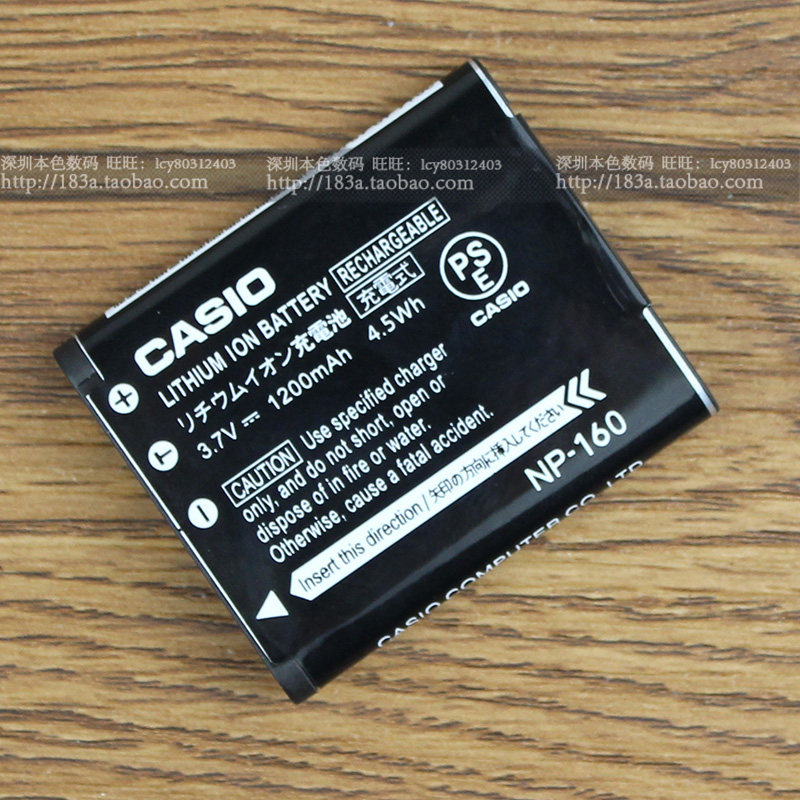 深圳本色数码 旺旺：lcy80312403
http://183a.taobao.com
深圳本色数码 旺旺：lcy80312403
http://183a.taobao.com
深圳本色数码 旺旺：lcy80312403
http://183a.taobao.com
CASIO
LITHIUM ION BATTERY RECHARGEABLE
リチウムイオン充電池 充電式
3.7V⎓ 1200mAh 4.5Wh
PSE
CASIO
+
T
−
CAUTION Use specified charger
only, and do not short, open or
dispose of in fire or water.
Otherwise, cause a fatal accident.
Insert this direction / 矢印の方向に挿入してください
NP-160
CASIO COMPUTER CO., LTD.